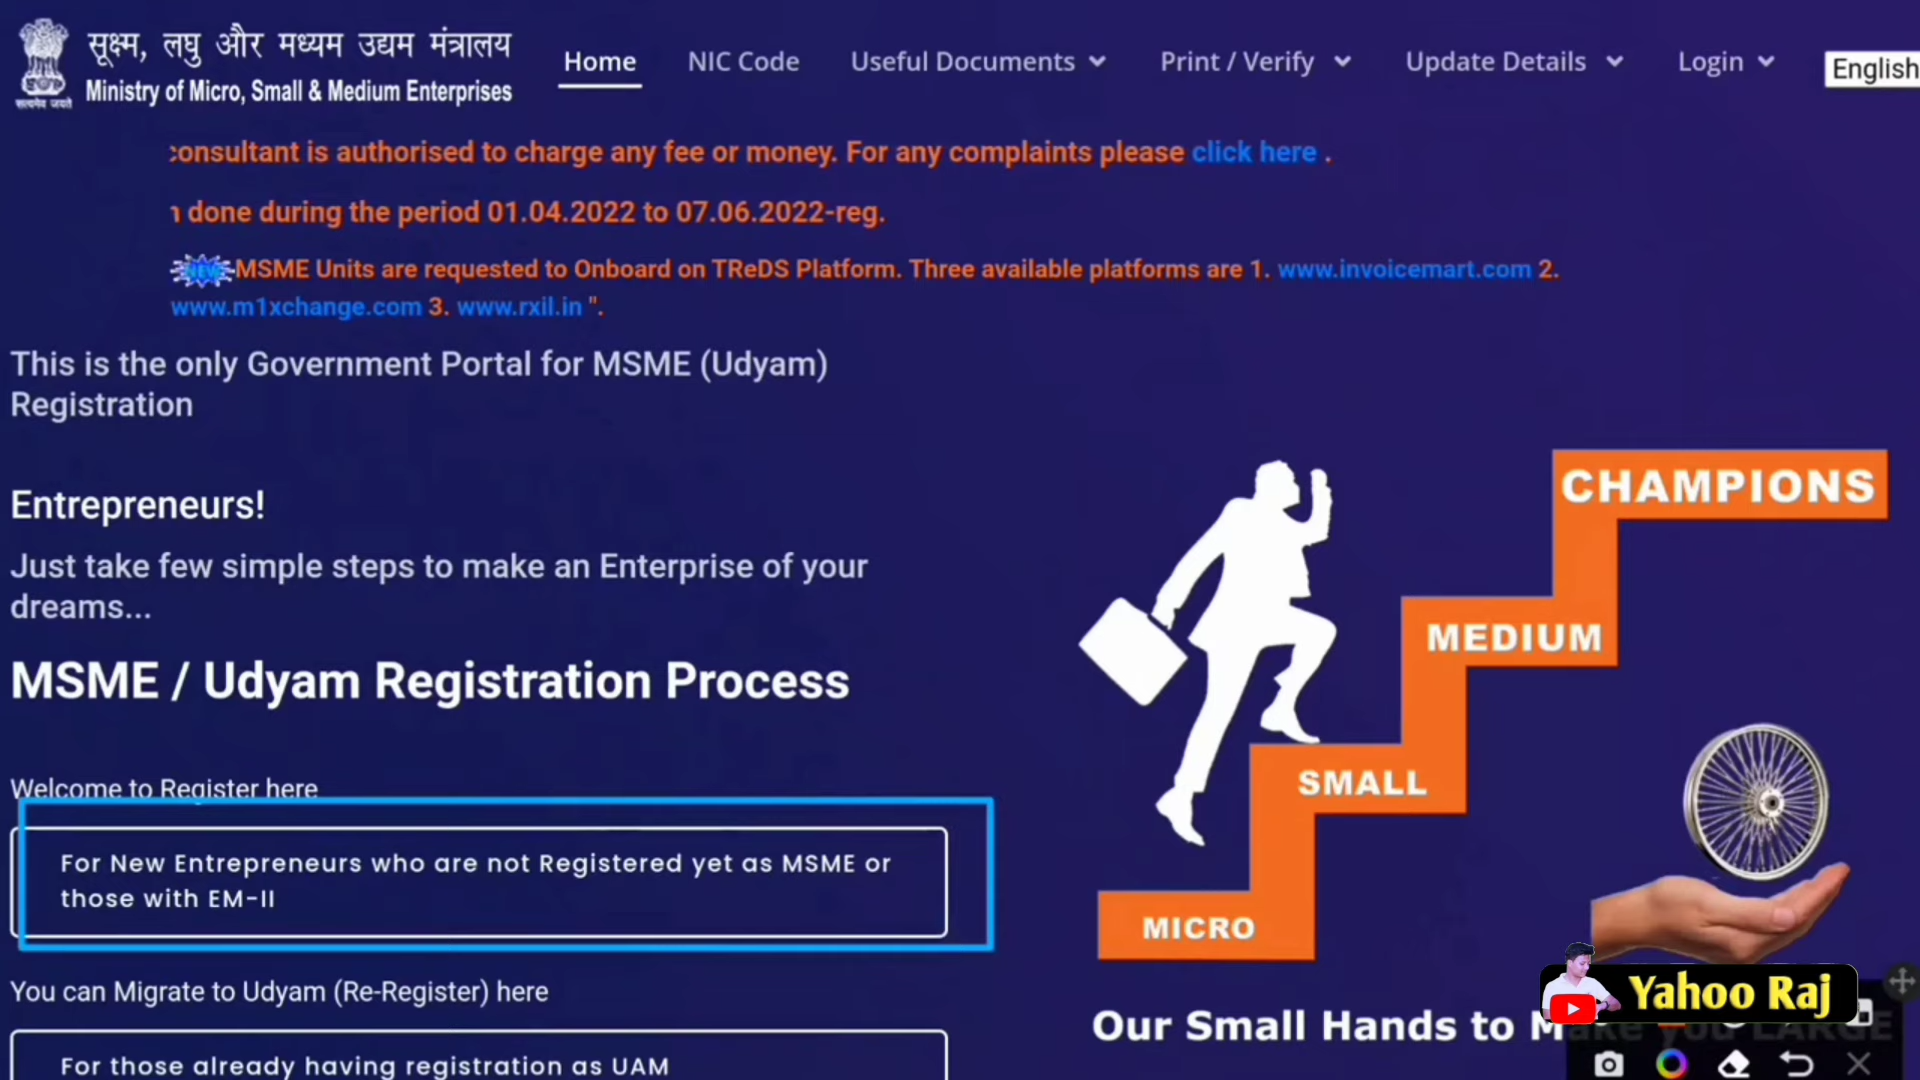 सूक्ष्म, लघु और मध्यम उद्यम मंत्रालय
Ministry of Micro, Small & Medium Enterprises
सत्यमेव जयते
Home NIC Code Useful Documents Print / Verify Update Details Login English
consultant is authorised to charge any fee or money. For any complaints please click here .
done during the period 01.04.2022 to 07.06.2022-reg.
NEW MSME Units are requested to Onboard on TReDS Platform. Three available platforms are 1. www.invoicemart.com 2.
www.m1xchange.com 3. www.rxil.in ".
This is the only Government Portal for MSME (Udyam)
Registration
Entrepreneurs!
Just take few simple steps to make an Enterprise of your
dreams...
MSME / Udyam Registration Process
Welcome to Register here
For New Entrepreneurs who are not Registered yet as MSME or
those with EM-II
You can Migrate to Udyam (Re-Register) here
For those already having registration as UAM
CHAMPIONS
MEDIUM
SMALL
MICRO
Our Small Hands to Make you LARGE
Yahoo Raj